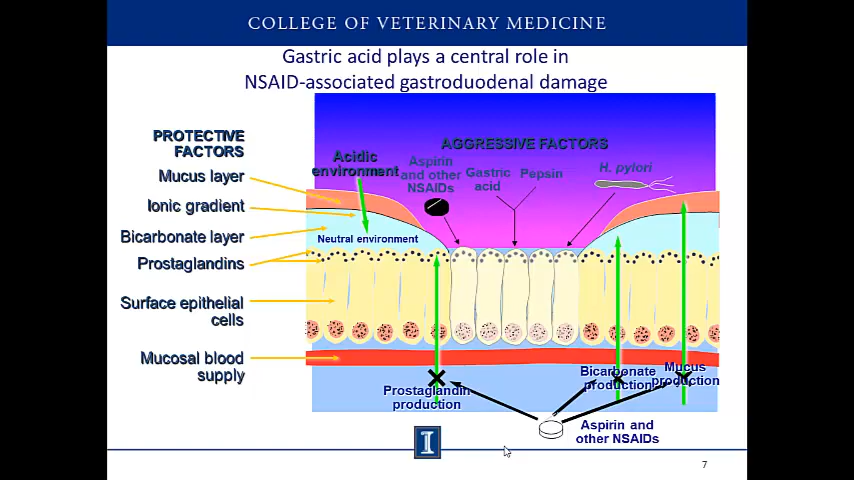 COLLEGE OF VETERINARY MEDICINE
Gastric acid plays a central role in
NSAID-associated gastroduodenal damage
PROTECTIVE
FACTORS
Mucus layer
Ionic gradient
Bicarbonate layer
Prostaglandins
Surface epithelial
cells
Mucosal blood
supply
Acidic
environment
Neutral environment
AGGRESSIVE FACTORS
Aspirin
and other
NSAIDs
Gastric
acid
Pepsin
H. pylori
Prostaglandin
production
Bicarbonate
production
Mucus
production
Aspirin and
other NSAIDs
I
7